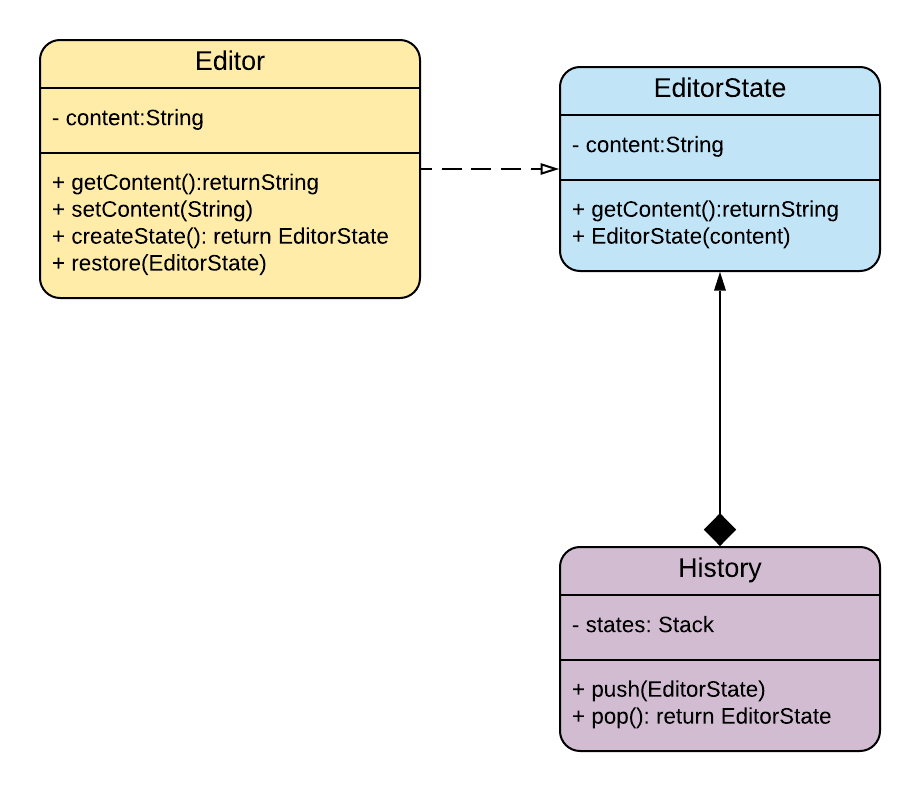 Editor
- content:String
+ getContent():returnString
+ setContent(String)
+ createState(): return EditorState
+ restore(EditorState)
EditorState
- content:String
+ getContent():returnString
+ EditorState(content)
History
- states: Stack
+ push(EditorState)
+ pop(): return EditorState